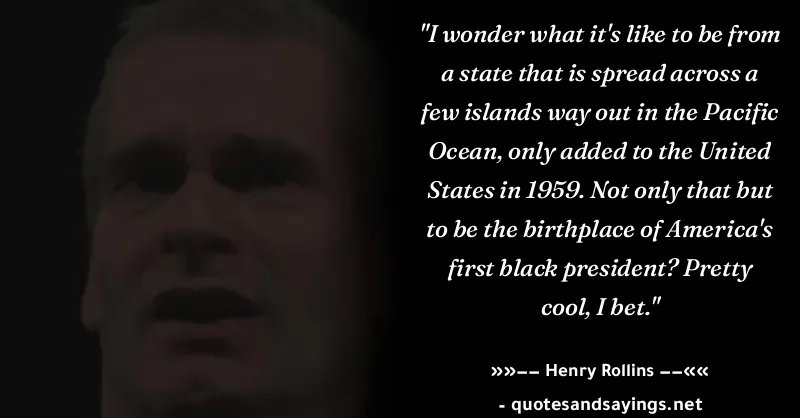 "I wonder what it's like to be from
a state that is spread across a
few islands way out in the Pacific
Ocean, only added to the United
States in 1959. Not only that but
to be the birthplace of America's
first black president? Pretty
cool, I bet."
»»–– Henry Rollins ––««
- quotesandsayings.net